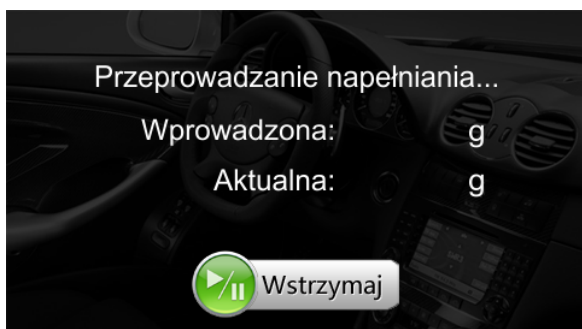 Przeprowadzanie napełniania...
Wprowadzona: g
Aktualna: g
Wstrzymaj